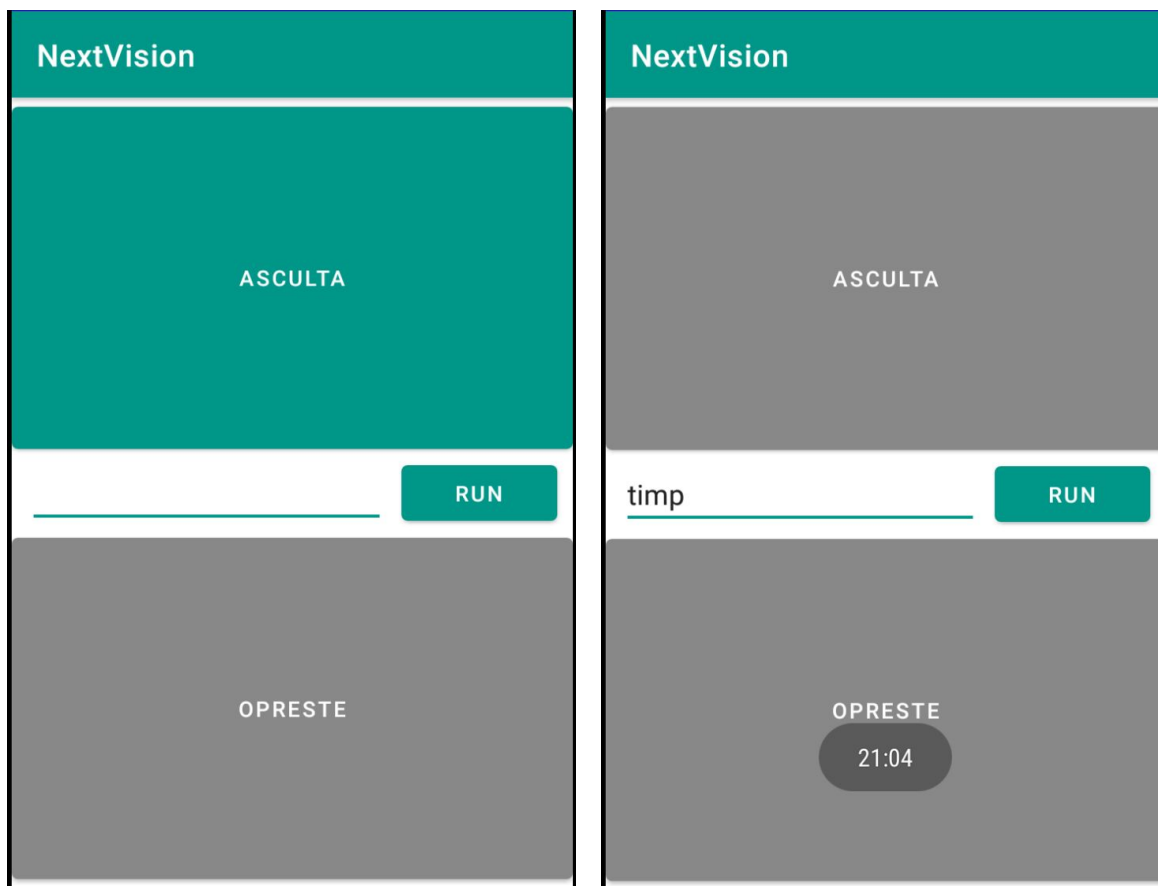 NextVision
ASCULTA
RUN
OPRESTE
NextVision
ASCULTA
timp
RUN
OPRESTE
21:04